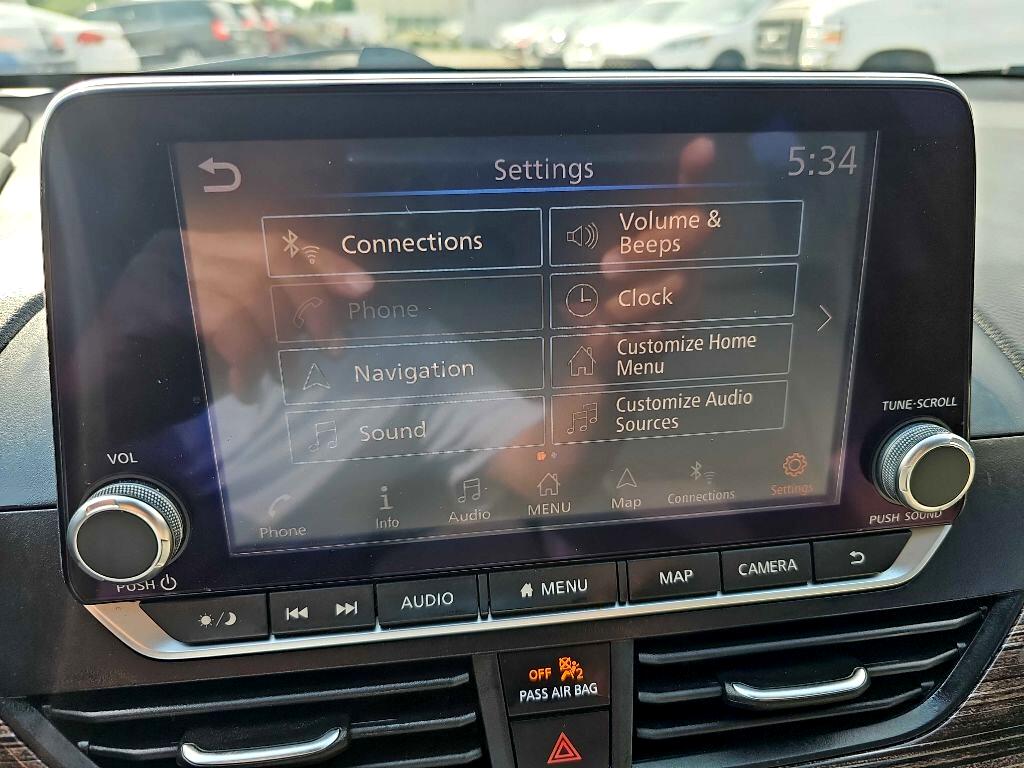 Settings
5:34
Connections
Volume &
Beeps
Phone
Clock
Navigation
Customize Home
Menu
Sound
Customize Audio
Sources
Phone
Info
Audio
MENU
Map
Connections
Settings
VOL
PUSH
TUNE·SCROLL
PUSH SOUND
AUDIO
MENU
MAP
CAMERA
OFF 2
PASS AIR BAG